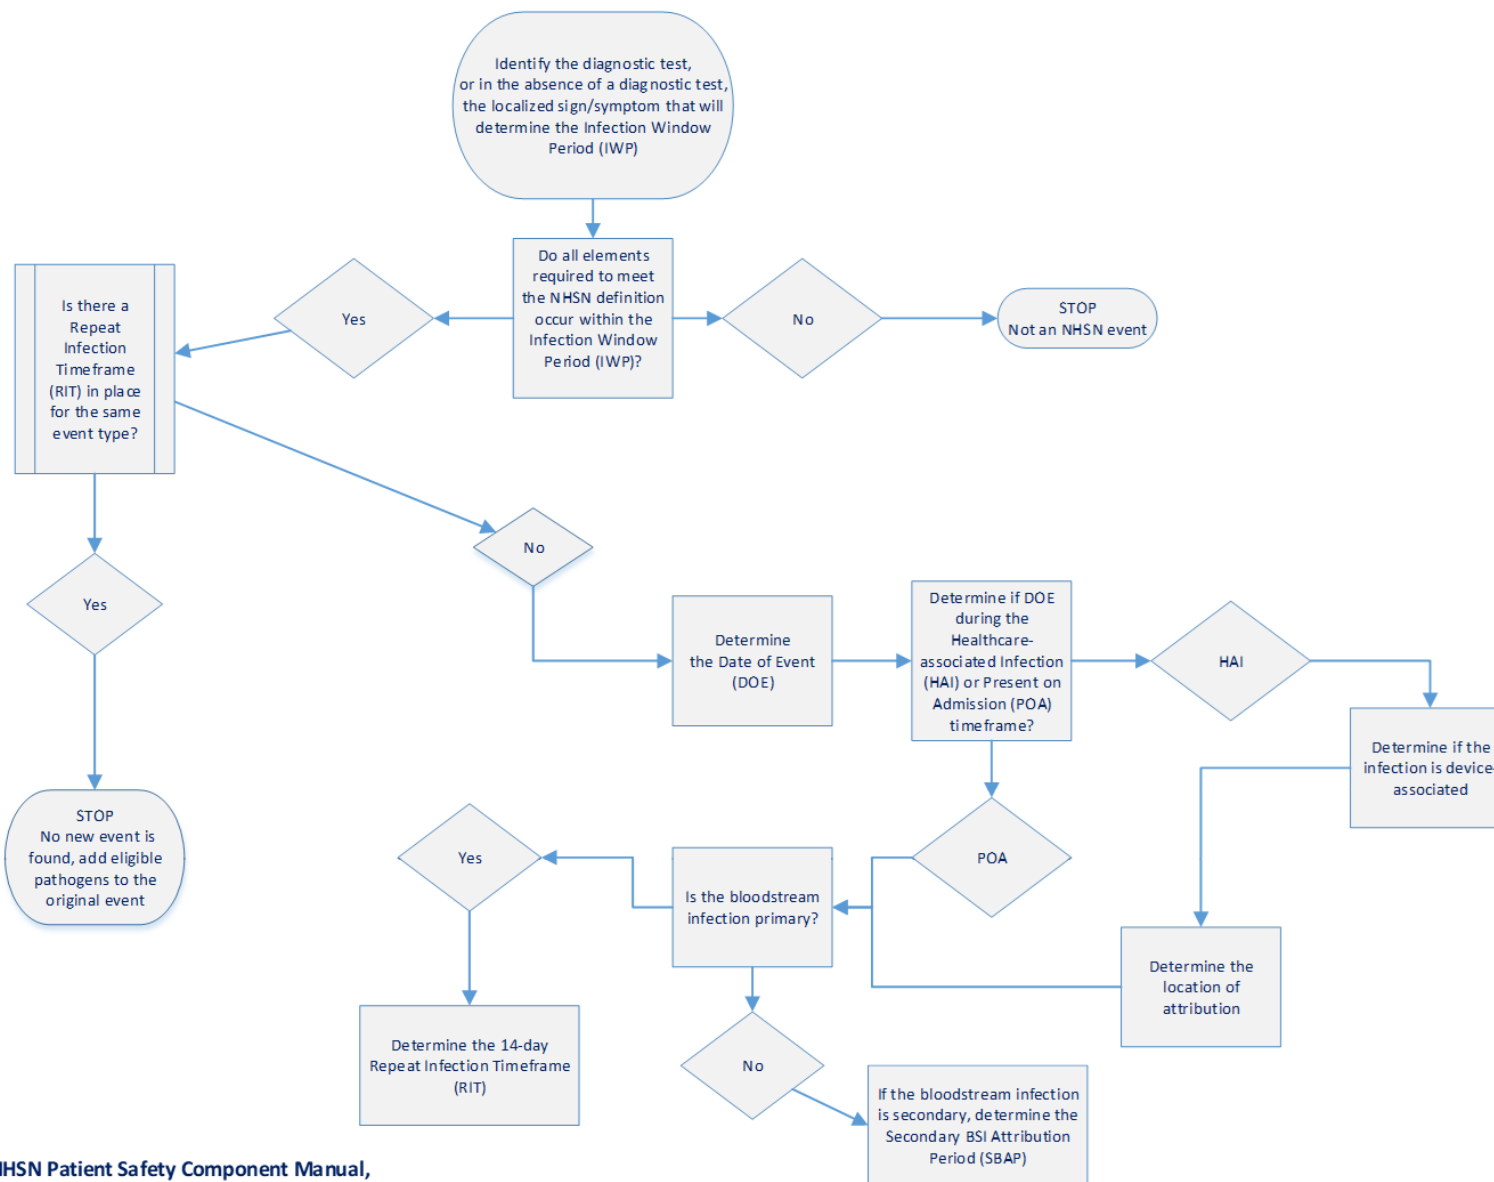 Identify the diagnostic test,
or in the absence of a diagnostic test,
the localized sign/symptom that will
determine the Infection Window
Period (IWP)
Do all elements
required to meet
the NHSN definition
occur within the
Infection Window
Period (IWP)?
Yes
No
STOP
Not an NHSN event
Is there a
Repeat
Infection
Timeframe
(RIT) in place
for the same
event type?
No
Yes
STOP
No new event is
found, add eligible
pathogens to the
original event
Determine
the Date of Event
(DOE)
Determine if DOE
during the
Healthcare-
associated Infection
(HAI) or Present on
Admission (POA)
timeframe?
HAI
Determine if the
infection is device-
associated
POA
Determine the
location of
attribution
Is the bloodstream
infection primary?
Yes
Determine the 14-day
Repeat Infection Timeframe
(RIT)
No
If the bloodstream infection
is secondary, determine the
Secondary BSI Attribution
Period (SBAP)
HSN Patient Safety Component Manual,